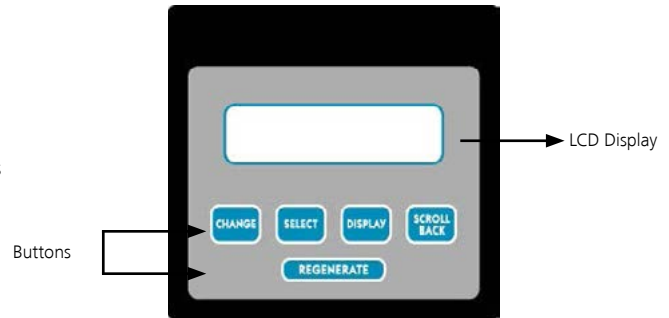 LCD Display
CHANGE
SELECT
DISPLAY
SCROLL
BACK
Buttons
REGENERATE